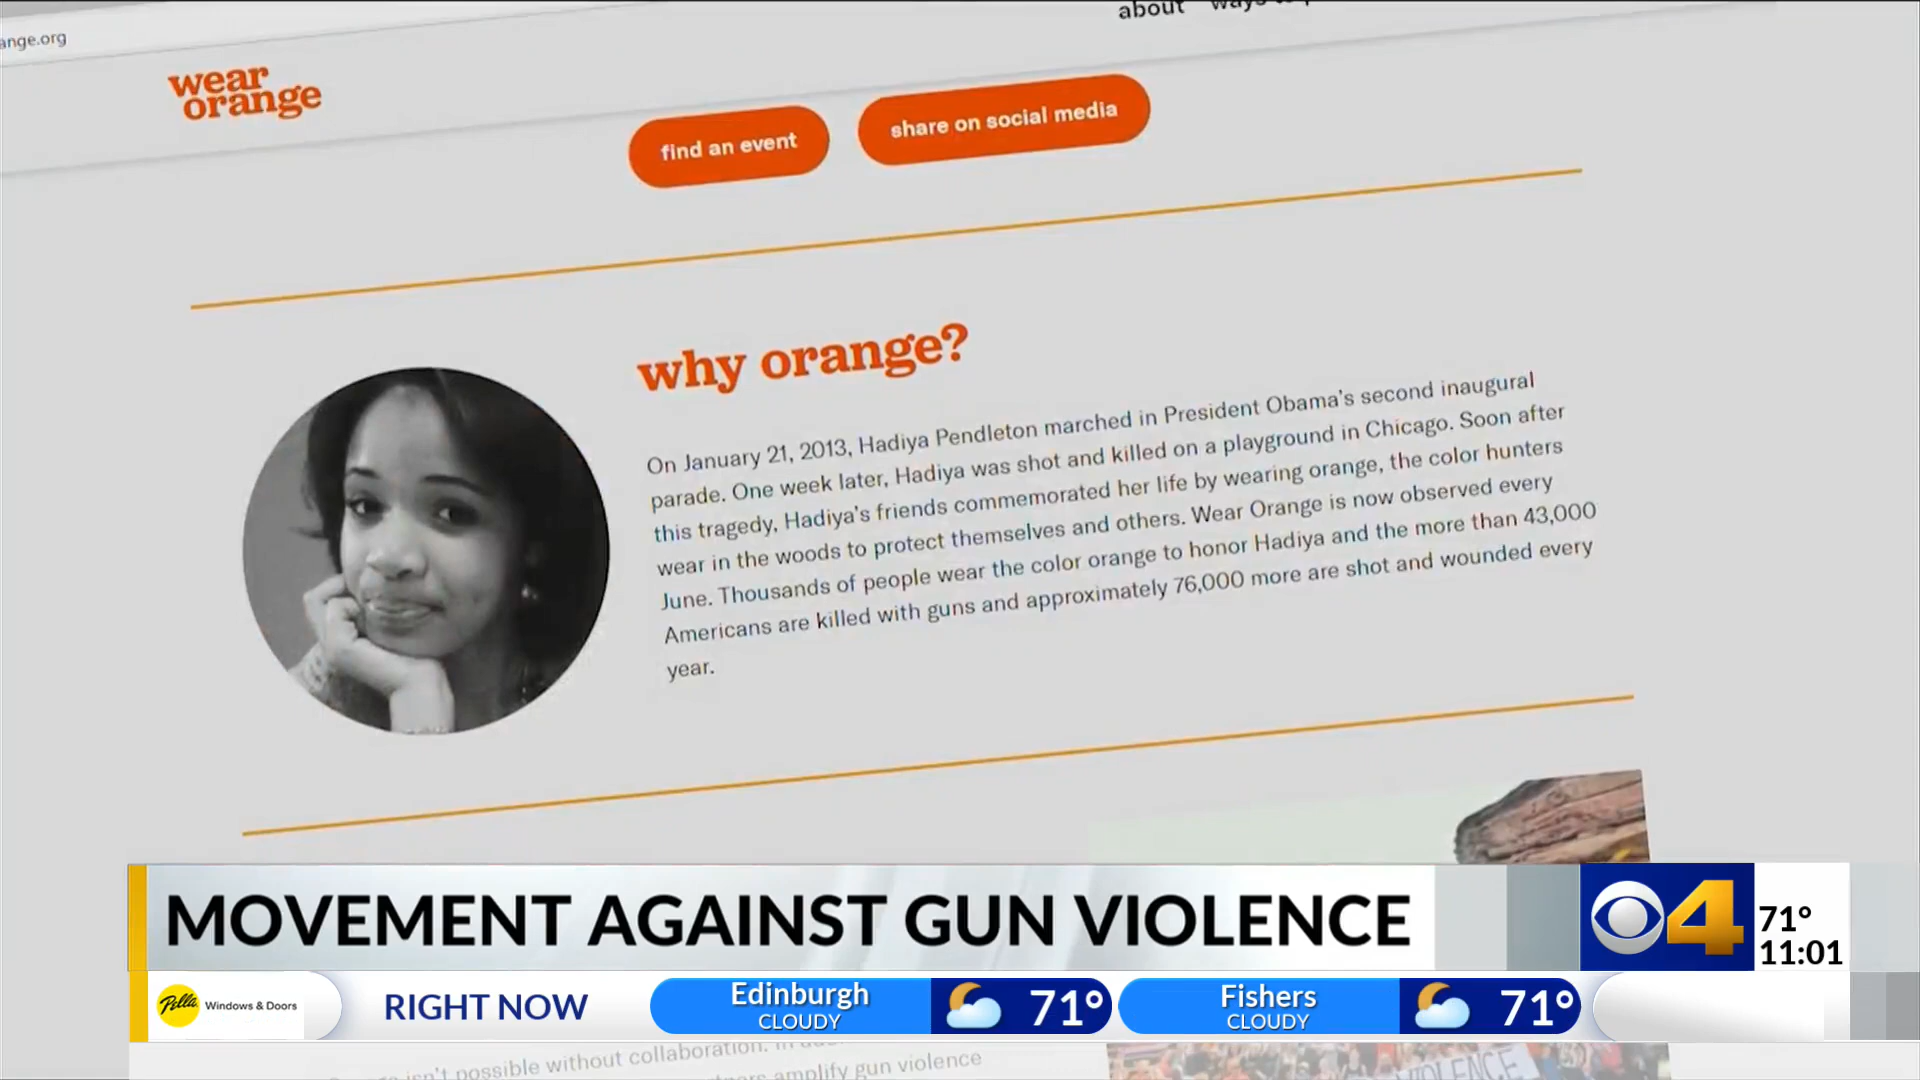 about
ange.org
wear
orange
find an event
share on social media
why orange?
On January 21, 2013, Hadiya Pendleton marched in President Obama's second inaugural
parade. One week later, Hadiya was shot and killed on a playground in Chicago. Soon after
this tragedy, Hadiya's friends commemorated her life by wearing orange, the color hunters
wear in the woods to protect themselves and others. Wear Orange is now observed every
June. Thousands of people wear the color orange to honor Hadiya and the more than 43,000
Americans are killed with guns and approximately 76,000 more are shot and wounded every
year.
MOVEMENT AGAINST GUN VIOLENCE
4
71°
11:01
Pella
Windows & Doors
RIGHT NOW
Edinburgh
CLOUDY
71°
Fishers
CLOUDY
71°
isn't possible without collaboration.
amplify gun violence
VIOLENCE